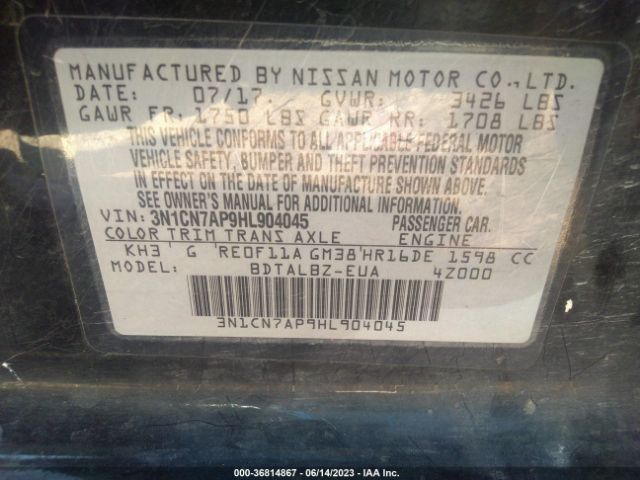 MANUFACTURED BY NISSAN MOTOR CO., LTD.
DATE: 07/17. GVWR: 3426 LBS
GAWR FR: 1750 LBS GAWR RR: 1708 LBS
THIS VEHICLE CONFORMS TO ALL APPLICABLE FEDERAL MOTOR
VEHICLE SAFETY, BUMPER AND THEFT PREVENTION STANDARDS
IN EFFECT ON THE DATE OF MANUFACTURE SHOWN ABOVE.
SEE OWNER'S MANUAL FOR ADDITIONAL INFORMATION.
VIN: 3N1CN7AP9HL904045 PASSENGER CAR.
COLOR TRIM TRANS AXLE ENGINE
KH3 G RE0F11A GM38 HR16DE 1598 CC
MODEL: BDTALBZ-EUA 4Z000
3N1CN7AP9HL904045
000-36814867 - 06/14/2023 - IAA Inc.